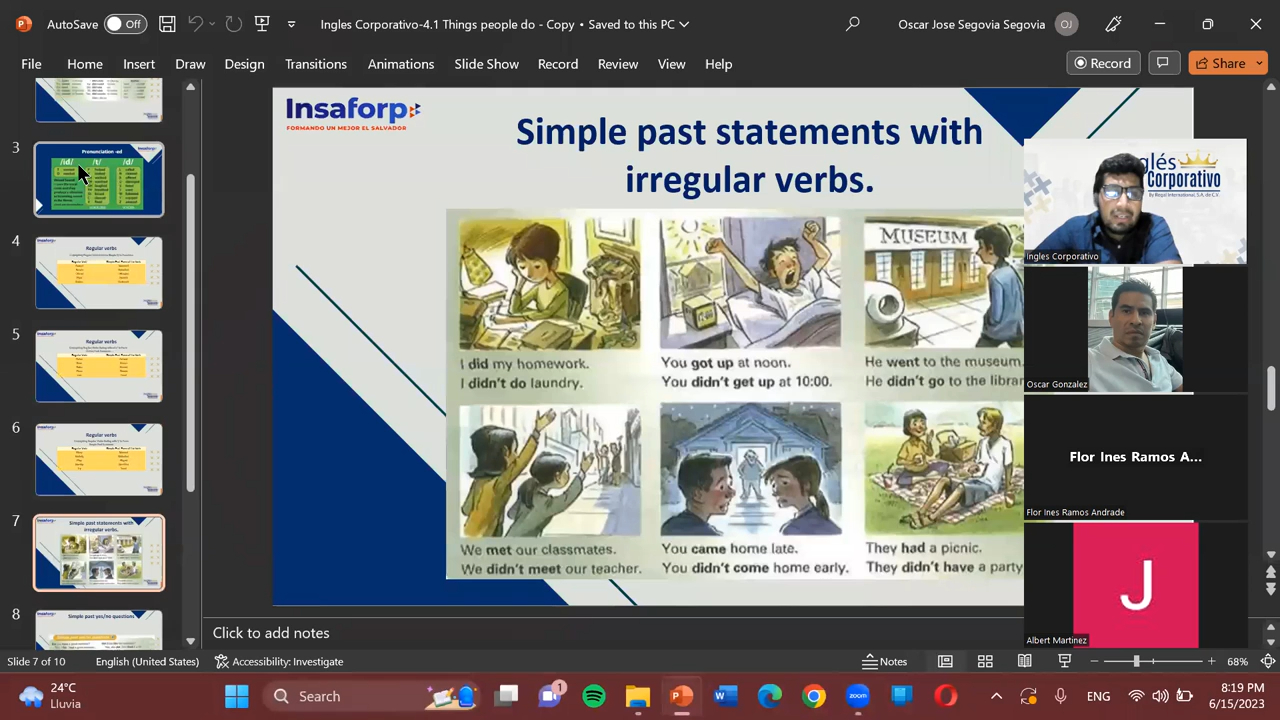 AutoSave Off Ingles Corporativo-4.1 Things people do - Copy • Saved to this PC Oscar Jose Segovia Segovia OJ
File Home Insert Draw Design Transitions Animations Slide Show Record Review View Help Record Share
3
Pronunciation -ed
/id/ /t/ /d/
4
Regular verbs
5
Regular verbs
6
Regular verbs
7
Simple past statements with
irregular verbs.
8
Simple past yes/no questions
Insaforp
FORMANDO UN MEJOR EL SALVADOR
Simple past statements with
irregular verbs.
MUSEUM
I did my homework.
I didn't do laundry.
You got up at noon.
You didn't get up at 10:00.
He went to the museum.
He didn't go to the librar
We met our classmates.
We didn't meet our teacher.
You came home late.
You didn't come home early.
They had a picnic.
They didn't have a party
glés
Corporativo
By Regal International, S.A. de C.V.
Ingles Corporativo
Oscar Gonzalez
Flor Ines Ramos A...
Flor Ines Ramos Andrade
J
Albert Martinez
Click to add notes
Slide 7 of 10 English (United States) Accessibility: Investigate Notes 68%
24°C
Lluvia
Search
1
zoom
ENG
8:19 PM
6/15/2023